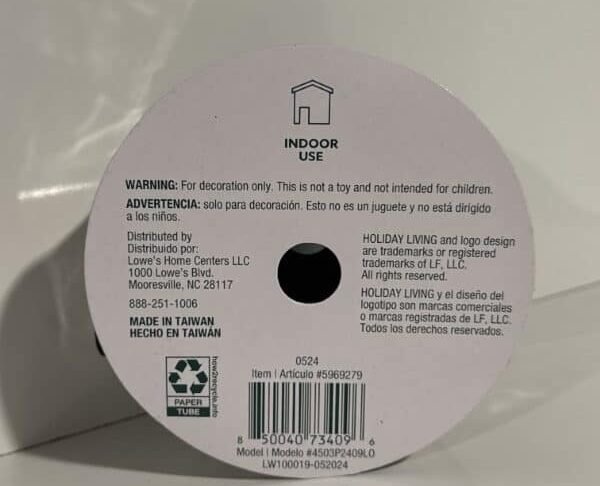 INDOOR
USE
WARNING: For decoration only. This is not a toy and not intended for children.
ADVERTENCIA: solo para decoración. Esto no es un juguete y no está dirigido
a los niños.
Distributed by
Distribuido por:
Lowe's Home Centers LLC
1000 Lowe's Blvd.
Mooresville, NC 28117
888-251-1006
MADE IN TAIWAN
HECHO EN TAIWÁN
HOLIDAY LIVING and logo design
are trademarks or registered
trademarks of LF, LLC.
All rights reserved.
HOLIDAY LIVING y el diseño del
logotipo son marcas comerciales
o marcas registradas de LF, LLC.
Todos los derechos reservados.
PAPER
TUBE
how2recycle.info
0524
Item | Artículo #5969279
8 50040 73409 6
Model | Modelo #4503P2409LO
LW100019-052024